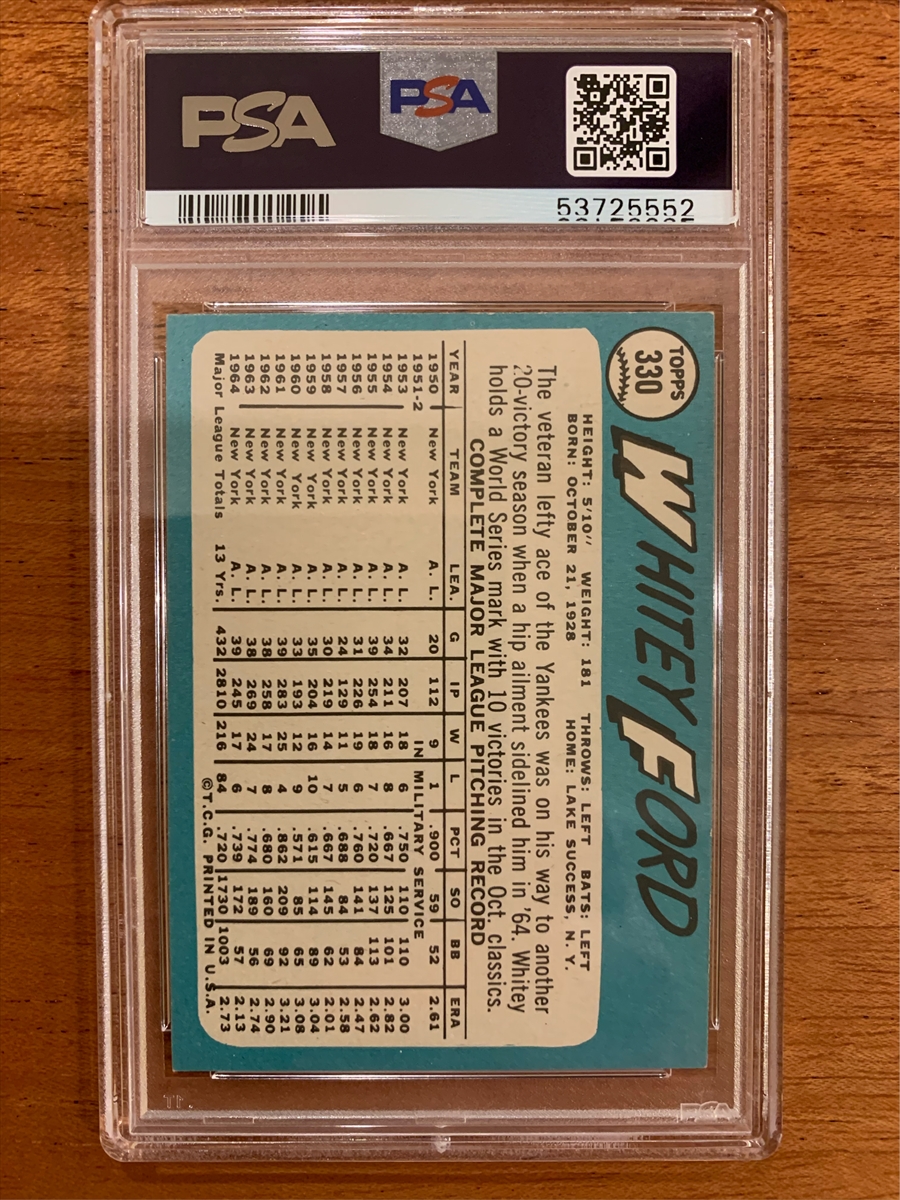 PSA PSA
53725552
TOPPS
330
WHITEY FORD
HEIGHT: 5'10" WEIGHT: 181 THROWS: LEFT BATS: LEFT
BORN: OCTOBER 21, 1928 HOME: LAKE SUCCESS, N. Y.
The veteran lefty ace of the Yankees was on his way to another
20-victory season when a hip ailment sidelined him in '64. Whitey
holds a World Series mark with 10 victories in the Oct. classics.
COMPLETE MAJOR LEAGUE PITCHING RECORD
YEAR TEAM LEA. G IP W L PCT SO BB ERA
1950 New York A. L. 20 112 9 1 .900 59 52 2.61
1951-2 IN MILITARY SERVICE
1953 New York A. L. 32 207 18 6 .750 110 110 3.00
1954 New York A. L. 34 211 16 8 .667 125 101 2.82
1955 New York A. L. 39 254 18 7 .720 137 113 2.62
1956 New York A. L. 31 226 19 6 .760 141 84 2.47
1957 New York A. L. 24 129 11 5 .688 84 53 2.58
1958 New York A. L. 30 219 14 7 .667 145 62 2.01
1959 New York A. L. 35 204 16 10 .615 114 89 3.04
1960 New York A. L. 33 193 12 9 .571 85 65 3.08
1961 New York A. L. 39 283 25 4 .862 209 92 3.21
1962 New York A. L. 38 258 17 8 .680 160 69 2.90
1963 New York A. L. 38 269 24 7 .774 189 56 2.74
1964 New York A. L. 39 245 17 6 .739 172 57 2.13
Major League Totals 13 Yrs. 432 2810 216 84 .720 1730 1003 2.73
©T.C.G. PRINTED IN U.S.A.
PSA